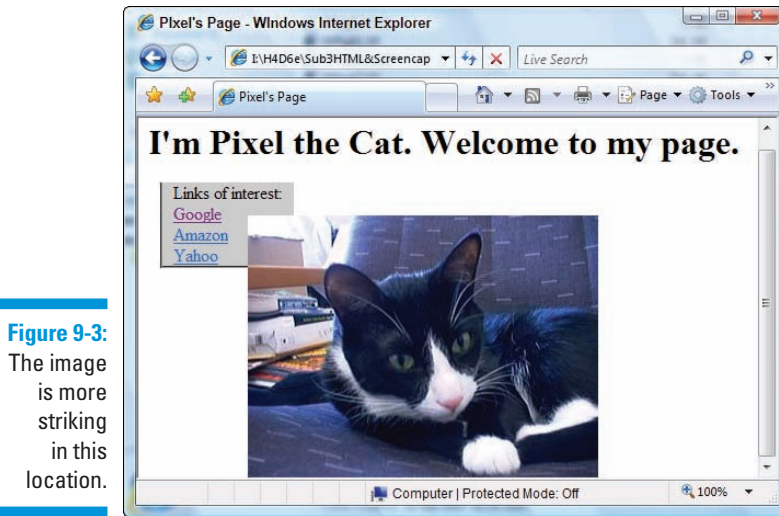 PIxel's Page - WIndows Internet Explorer
I:\H4D6e\Sub3HTML&Screencap
Live Search
Pixel's Page
Page
Tools
I'm Pixel the Cat. Welcome to my page.
Links of interest:
Google
Amazon
Yahoo
Computer | Protected Mode: Off
100%
Figure 9-3:
The image
is more
striking
in this
location.